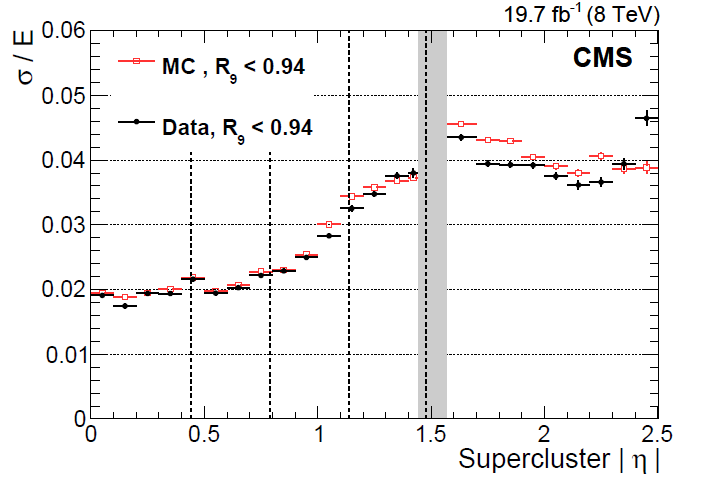 19.7 fb⁻¹ (8 TeV)
σ / E
0.06
0.05
0.04
0.03
0.02
0.01
0
MC , R₉ < 0.94
CMS
Data, R₉ < 0.94
0 0.5 1 1.5 2 2.5
Supercluster | η |